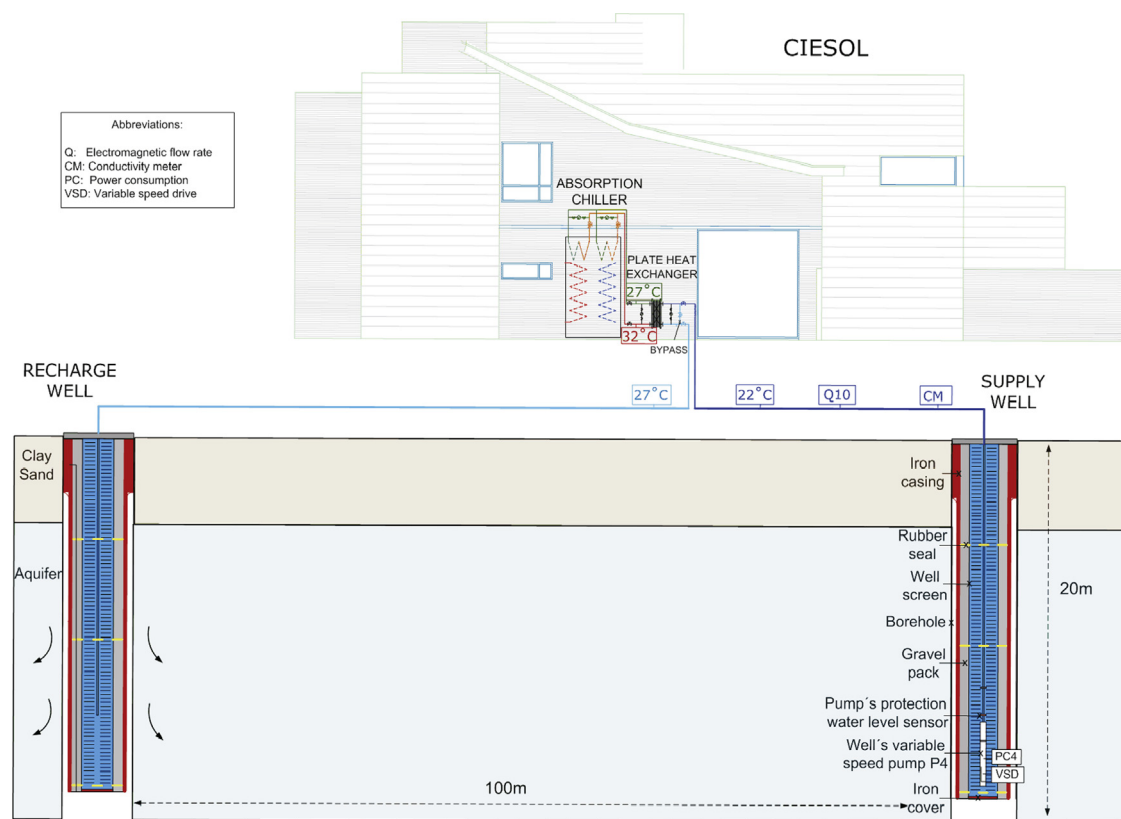 CIESOL
Abbreviations:
Q: Electromagnetic flow rate
CM: Conductivity meter
PC: Power consumption
VSD: Variable speed drive
ABSORPTION
CHILLER
PLATE HEAT
EXCHANGER
27°C
32°C
BYPASS
RECHARGE
WELL
27°C
22°C
Q10
CM
SUPPLY
WELL
Clay
Sand
Iron
casing
Rubber
seal
Aquifer
Well
screen
20m
Borehole
Gravel
pack
Pump´s protection
water level sensor
Well´s variable
speed pump P4
PC4
VSD
100m
Iron
cover